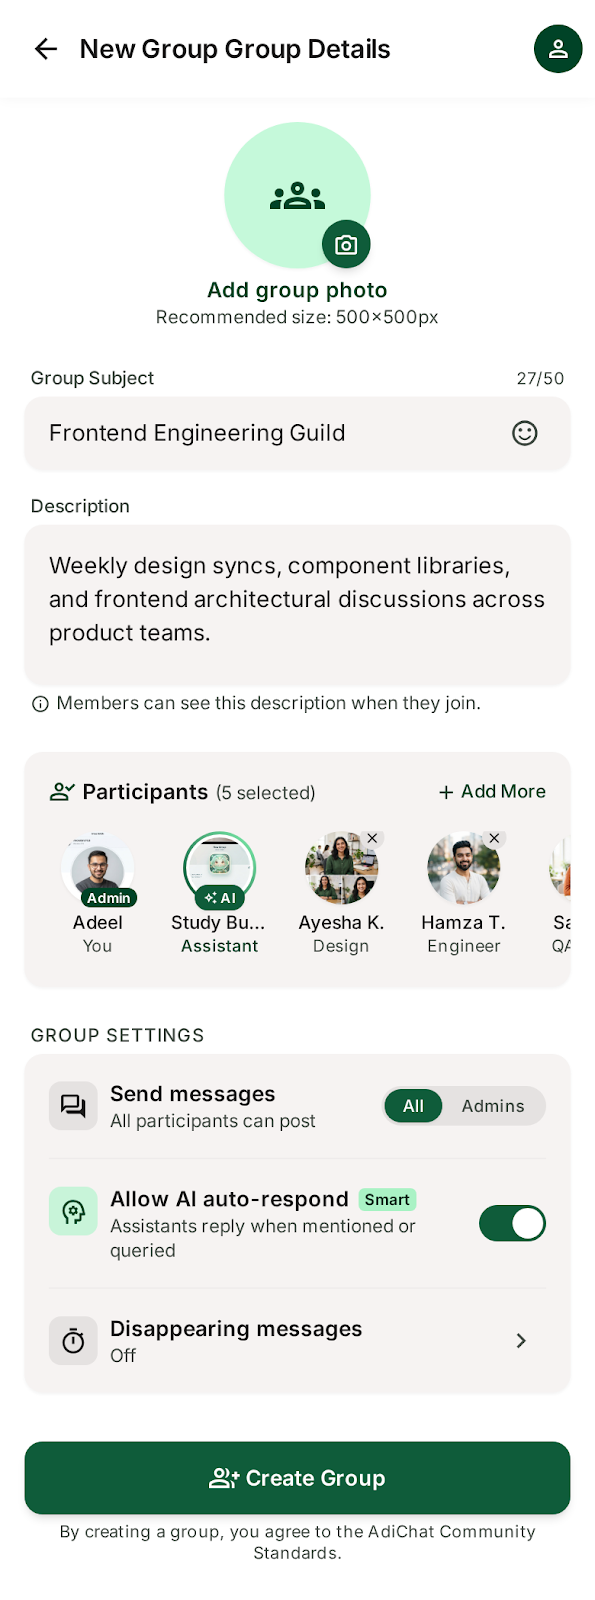 New Group Group Details
Add group photo
Recommended size: 500×500px
Group Subject
27/50
Frontend Engineering Guild
Description
Weekly design syncs, component libraries,
and frontend architectural discussions across
product teams.
Members can see this description when they join.
Participants (5 selected)
+ Add More
Admin
AI
Adeel
Study Bu...
Ayesha K.
Hamza T.
Sa
You
Assistant
Design
Engineer
QA
GROUP SETTINGS
Send messages
All participants can post
All
Admins
Allow AI auto-respond
Smart
Assistants reply when mentioned or
queried
Disappearing messages
Off
Create Group
By creating a group, you agree to the AdiChat Community
Standards.